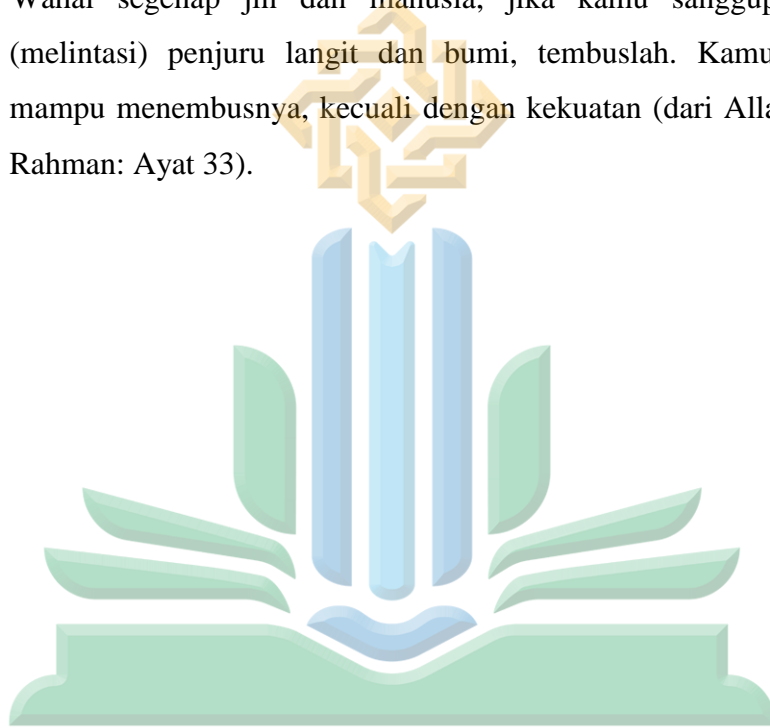 Wahai segenap jin dan manusia, jika kamu sanggup
(melintasi) penjuru langit dan bumi, tembuslah. Kamu
mampu menembusnya, kecuali dengan kekuatan (dari Alla
Rahman: Ayat 33).